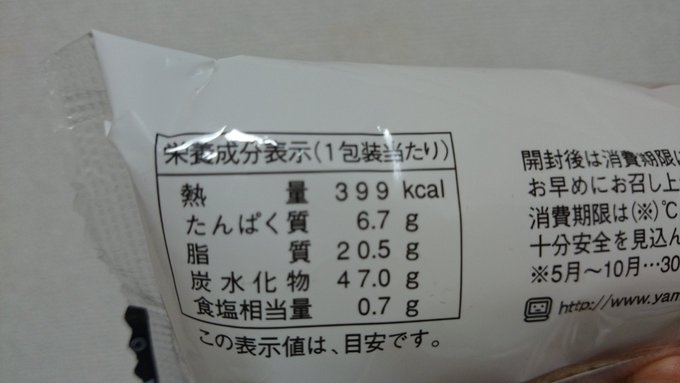 栄養成分表示(1包装当たり)
熱量 399 kcal
たんぱく質 6.7 g
脂質 20.5 g
炭水化物 47.0 g
食塩相当量 0.7 g
この表示値は、目安です。
開封後は消費期限に
お早めにお召し上
消費期限は(※)℃
十分安全を見込ん
※5月〜10月…30
http://www.yam